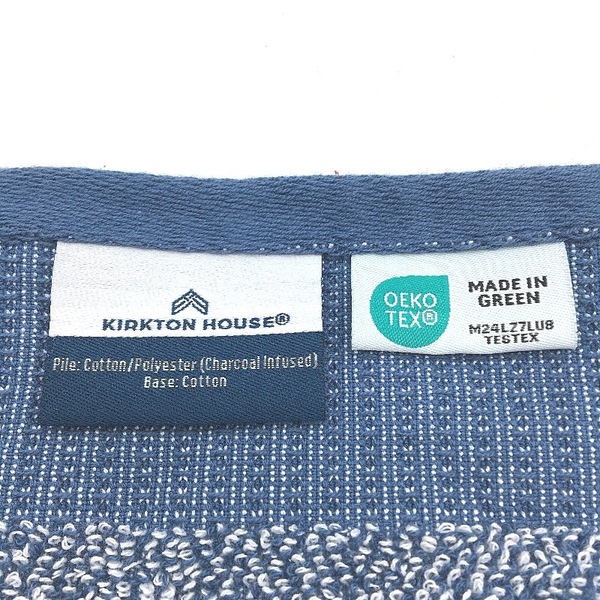 KIRKTON HOUSE®
Pile: Cotton/Polyester (Charcoal Infused)
Base: Cotton
OEKO
TEX®
MADE IN
GREEN
M24LZ7LU8
TESTEX